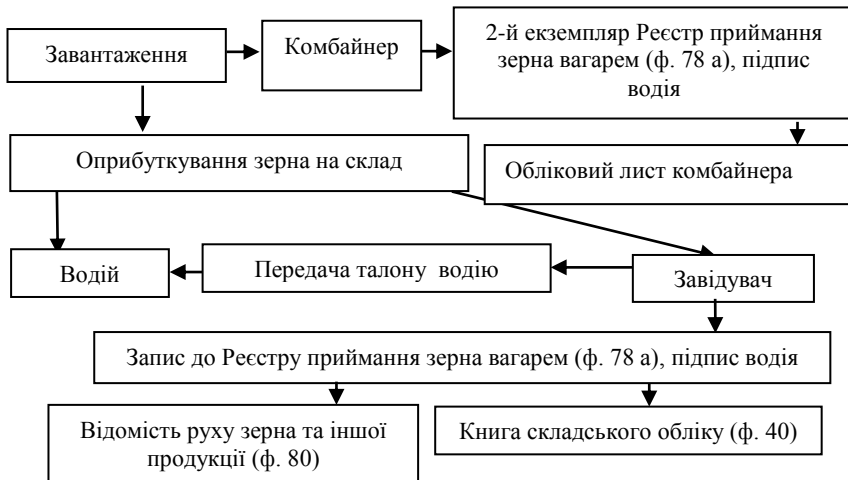 Завантаження
Комбайнер
2-й екземпляр Реєстр приймання
зерна вагарем (ф. 78 а), підпис
водія
Оприбуткування зерна на склад
Обліковий лист комбайнера
Водій
Передача талону водію
Завідувач
Запис до Реєстру приймання зерна вагарем (ф. 78 а), підпис водія
Відомість руху зерна та іншої
продукції (ф. 80)
Книга складського обліку (ф. 40)